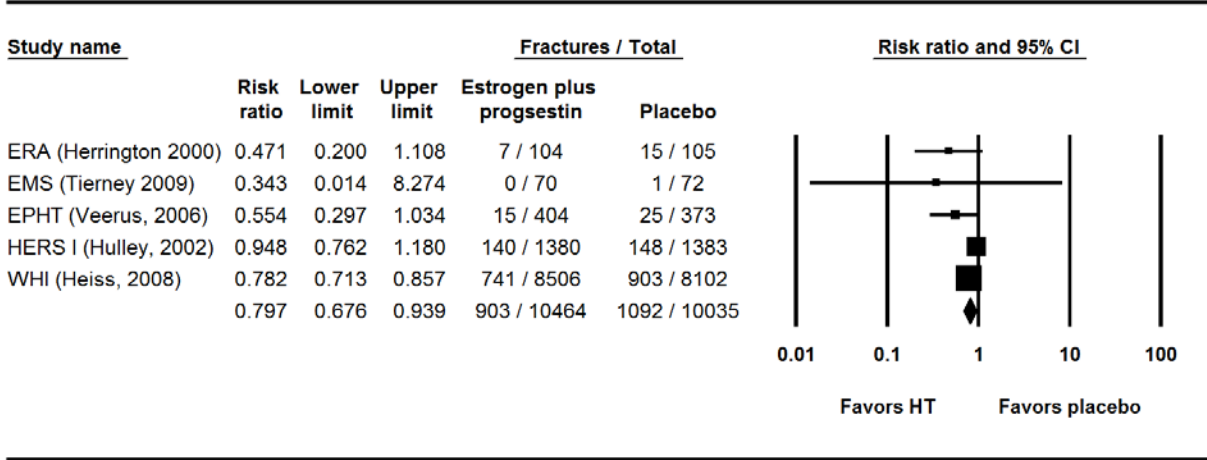 Study name Fractures / Total Risk ratio and 95% CI
Risk ratio Lower limit Upper limit Estrogen plus progsestin Placebo
ERA (Herrington 2000) 0.471 0.200 1.108 7 / 104 15 / 105
EMS (Tierney 2009) 0.343 0.014 8.274 0 / 70 1 / 72
EPHT (Veerus, 2006) 0.554 0.297 1.034 15 / 404 25 / 373
HERS I (Hulley, 2002) 0.948 0.762 1.180 140 / 1380 148 / 1383
WHI (Heiss, 2008) 0.782 0.713 0.857 741 / 8506 903 / 8102
0.797 0.676 0.939 903 / 10464 1092 / 10035
0.01 0.1 1 10 100
Favors HT Favors placebo